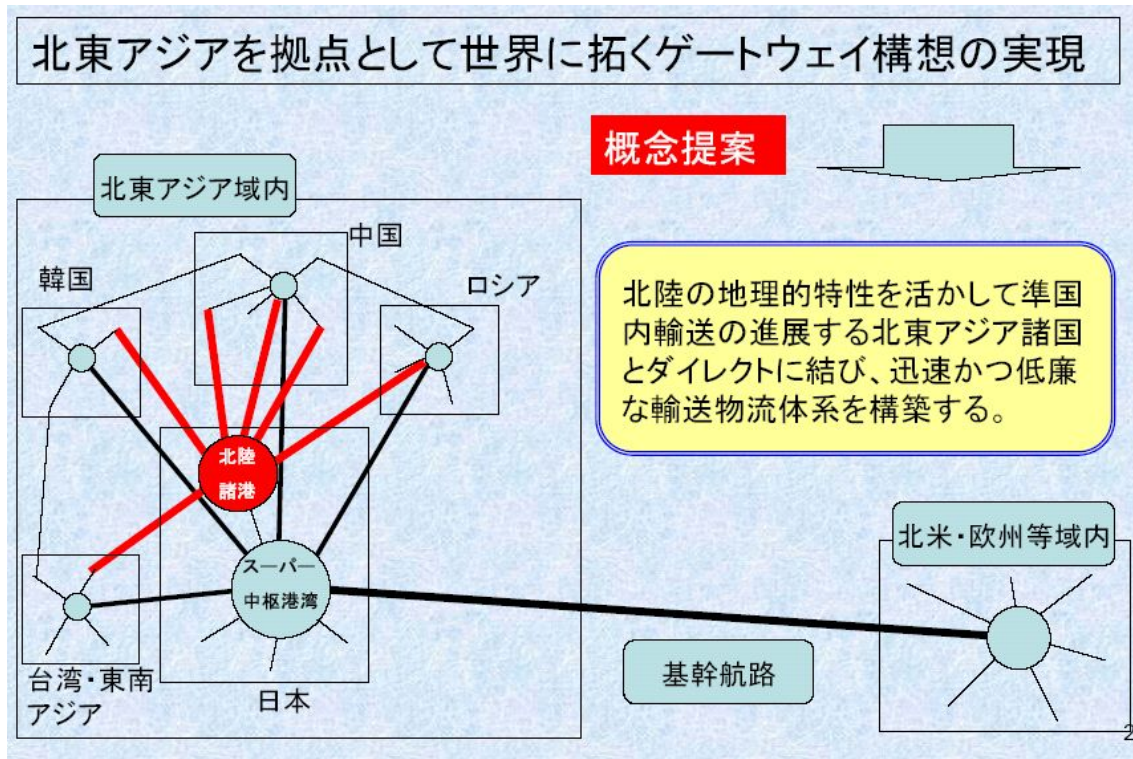 北東アジアを拠点として世界に拓くゲートウェイ構想の実現
概念提案
北東アジア域内
中国
韓国
ロシア
北陸の地理的特性を活かして準国
内輸送の進展する北東アジア諸国
とダイレクトに結び、迅速かつ低廉
な輸送物流体系を構築する。
北陸
諸港
スーパー
中枢港湾
北米・欧州等域内
基幹航路
台湾・東南
アジア
日本
2